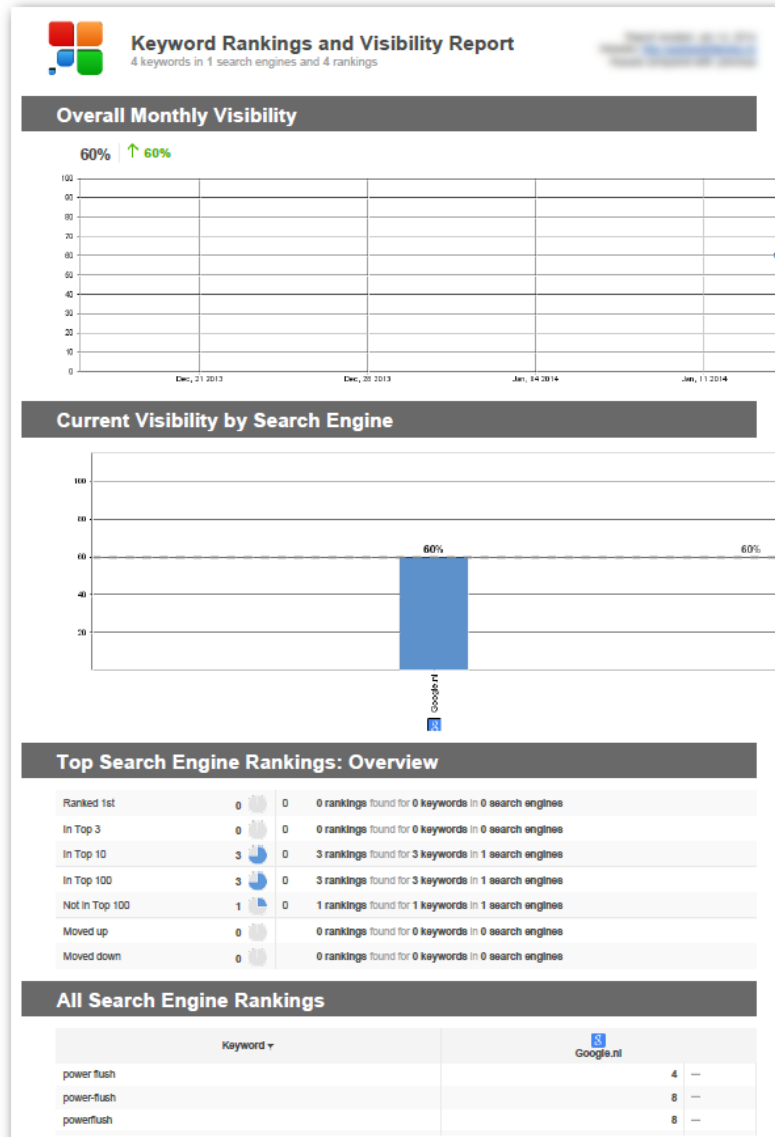 Keyword Rankings and Visibility Report
4 keywords in 1 search engines and 4 rankings
Overall Monthly Visibility
60% ↑ 60%
100
90
80
70
60
50
40
30
20
10
0
Dec, 21 2013 Dec, 28 2013 Jan, 14 2014 Jan, 11 2014
Current Visibility by Search Engine
100
80
60
40
20
60% 60%
Google.nl
Top Search Engine Rankings: Overview
Ranked 1st 0 0 0 rankings found for 0 keywords in 0 search engines
In Top 3 0 0 0 rankings found for 0 keywords in 0 search engines
In Top 10 3 0 3 rankings found for 3 keywords in 1 search engines
In Top 100 3 0 3 rankings found for 3 keywords in 1 search engines
Not in Top 100 1 0 1 rankings found for 1 keywords in 1 search engines
Moved up 0 0 rankings found for 0 keywords in 0 search engines
Moved down 0 0 rankings found for 0 keywords in 0 search engines
All Search Engine Rankings
Keyword Google.nl
power flush 4 —
power-flush 8 —
powerflush 8 —